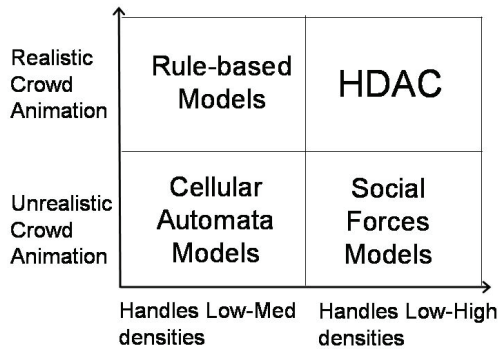 Realistic
Crowd
Animation
Rule-based
Models
HDAC
Unrealistic
Crowd
Animation
Cellular
Automata
Models
Social
Forces
Models
Handles Low-Med
densities
Handles Low-High
densities